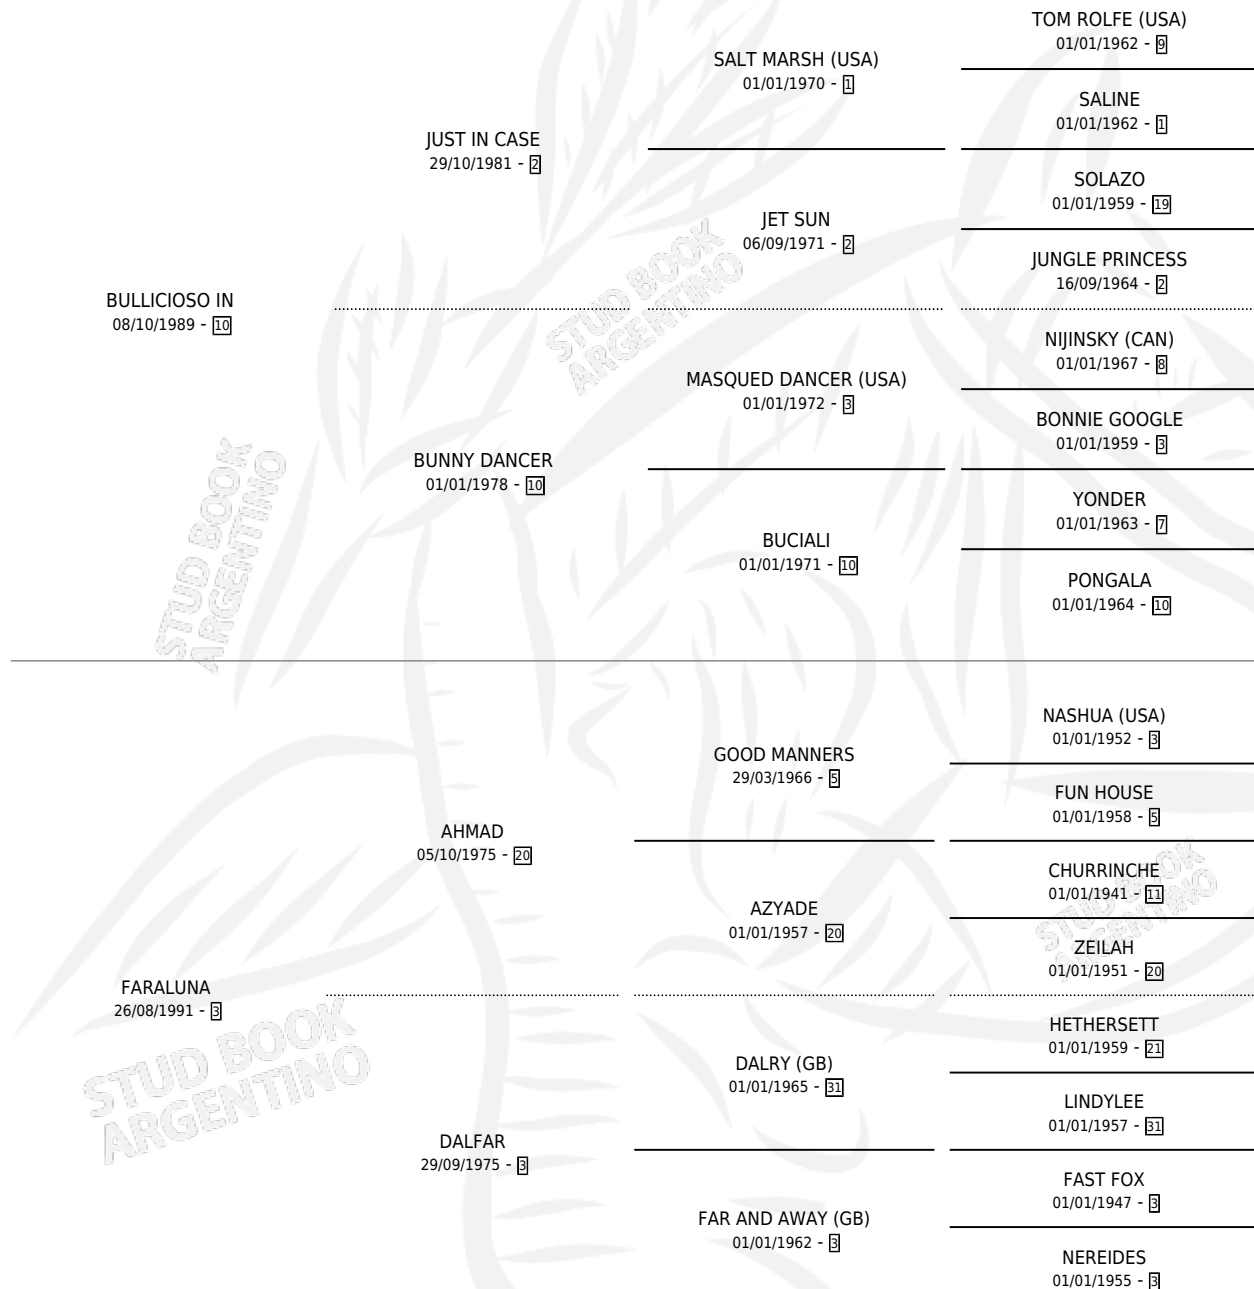 TOM ROLFE (USA)
01/01/1962 - 9
SALT MARSH (USA)
01/01/1970 - 1
SALINE
01/01/1962 - 1
JUST IN CASE
29/10/1981 - 2
SOLAZO
01/01/1959 - 19
JET SUN
06/09/1971 - 2
JUNGLE PRINCESS
16/09/1964 - 2
BULLICIOSO IN
08/10/1989 - 10
NIJINSKY (CAN)
01/01/1967 - 8
MASQUED DANCER (USA)
01/01/1972 - 3
BONNIE GOOGLE
01/01/1959 - 3
BUNNY DANCER
01/01/1978 - 10
YONDER
01/01/1963 - 7
BUCIALI
01/01/1971 - 10
PONGALA
01/01/1964 - 10
NASHUA (USA)
01/01/1952 - 3
GOOD MANNERS
29/03/1966 - 5
FUN HOUSE
01/01/1958 - 5
AHMAD
05/10/1975 - 20
CHURRINCHE
01/01/1941 - 11
AZYADE
01/01/1957 - 20
ZEILAH
01/01/1951 - 20
FARALUNA
26/08/1991 - 3
HETHERSETT
01/01/1959 - 21
DALRY (GB)
01/01/1965 - 31
LINDYLEE
01/01/1957 - 31
DALFAR
29/09/1975 - 3
FAST FOX
01/01/1947 - 3
FAR AND AWAY (GB)
01/01/1962 - 3
NEREIDES
01/01/1955 - 3
STUD BOOK
ARGENTINO
STUD BOOK
ARGENTINO
STUD BOOK
ARGENTINO
STUD BOOK
ARGENTINO